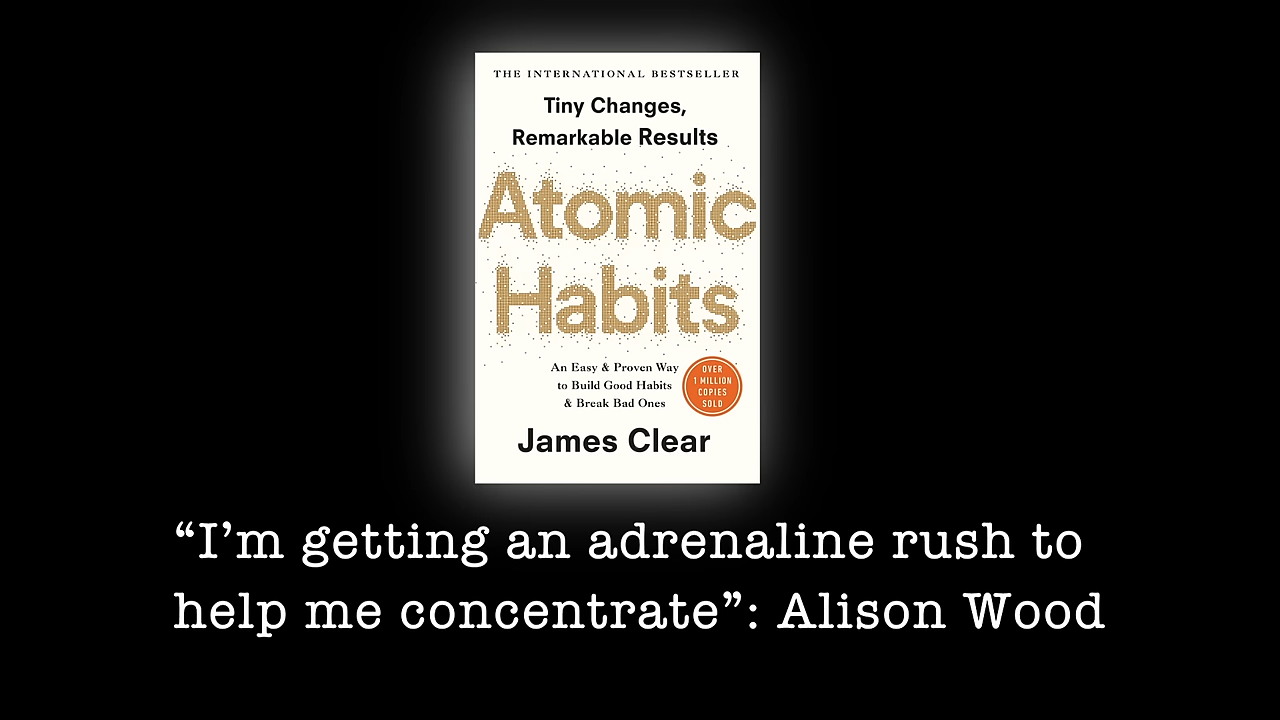 THE INTERNATIONAL BESTSELLER
Tiny Changes,
Remarkable Results
Atomic
Habits
An Easy & Proven Way
to Build Good Habits
& Break Bad Ones
OVER
1 MILLION
COPIES
SOLD
James Clear
“I’m getting an adrenaline rush to
help me concentrate”: Alison Wood